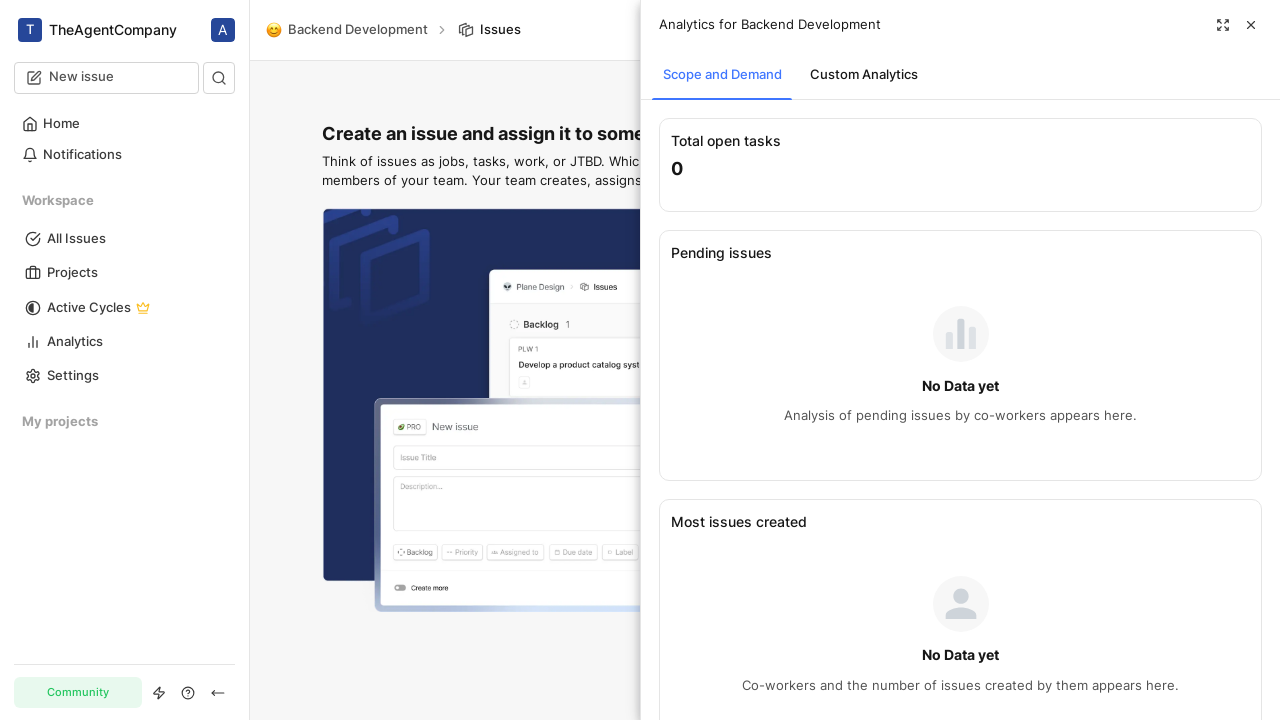 T TheAgentCompany A
New issue
Home
Notifications
Workspace
All Issues
Projects
Active Cycles
Analytics
Settings
My projects
Community
😊 Backend Development > Issues
Create an issue and assign it to some
Think of issues as jobs, tasks, work, or JTBD. Whic
members of your team. Your team creates, assigns
👽 Plane Design > Issues
Backlog 1
PLW 1
Develop a product catalog syst
PRO New issue
Issue Title
Description...
Backlog Priority Assigned to Due date Label
Create more
Analytics for Backend Development
Scope and Demand Custom Analytics
Total open tasks
0
Pending issues
No Data yet
Analysis of pending issues by co-workers appears here.
Most issues created
No Data yet
Co-workers and the number of issues created by them appears here.